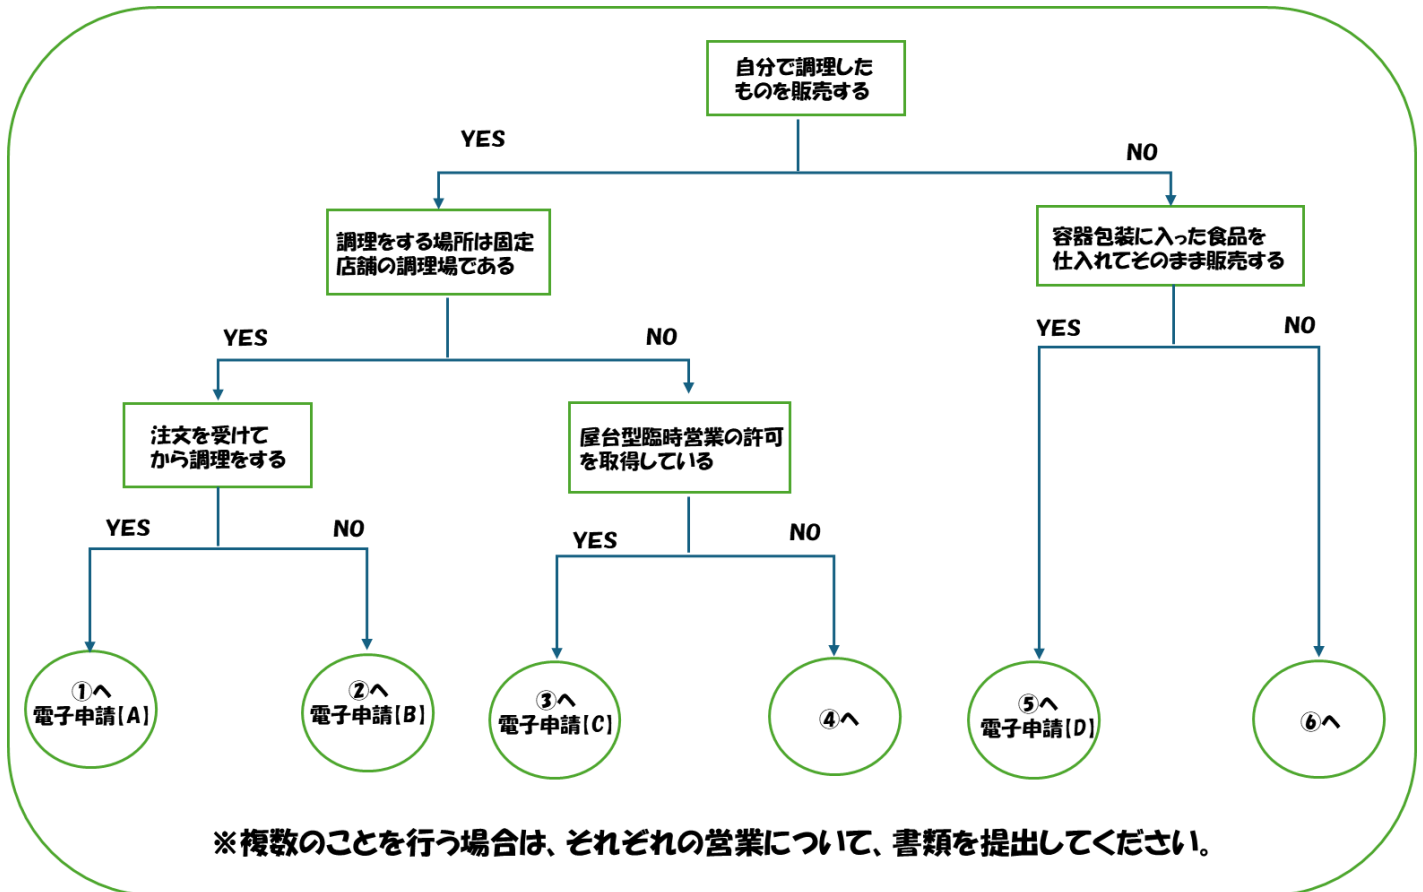 自分で調理した
ものを販売する
YES
NO
調理をする場所は固定
店舗の調理場である
容器包装に入った食品を
仕入れてそのまま販売する
YES
NO
YES
NO
注文を受けて
から調理をする
屋台型臨時営業の許可
を取得している
YES
NO
YES
NO
①へ
電子申請【A】
②へ
電子申請【B】
③へ
電子申請【C】
④へ
⑤へ
電子申請【D】
⑥へ
※複数のことを行う場合は、それぞれの営業について、書類を提出してください。